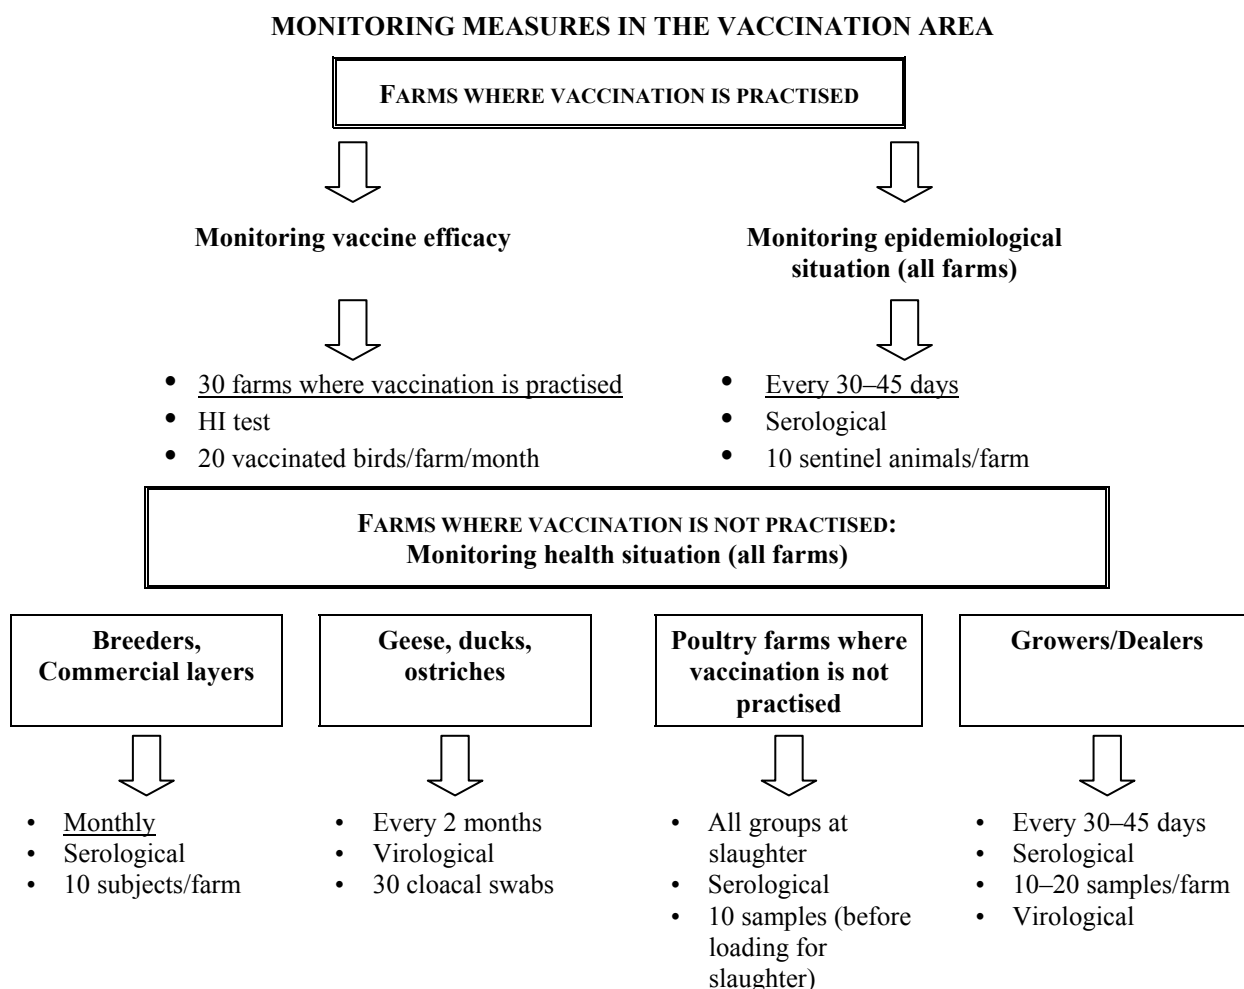 MONITORING MEASURES IN THE VACCINATION AREA
FARMS WHERE VACCINATION IS PRACTISED
Monitoring vaccine efficacy
• 30 farms where vaccination is practised
• HI test
• 20 vaccinated birds/farm/month
Monitoring epidemiological
situation (all farms)
• Every 30–45 days
• Serological
• 10 sentinel animals/farm
FARMS WHERE VACCINATION IS NOT PRACTISED:
Monitoring health situation (all farms)
Breeders,
Commercial layers
• Monthly
• Serological
• 10 subjects/farm
Geese, ducks,
ostriches
• Every 2 months
• Virological
• 30 cloacal swabs
Poultry farms where
vaccination is not
practised
• All groups at
slaughter
• Serological
• 10 samples (before
loading for
slaughter)
Growers/Dealers
• Every 30–45 days
• Serological
• 10–20 samples/farm
• Virological